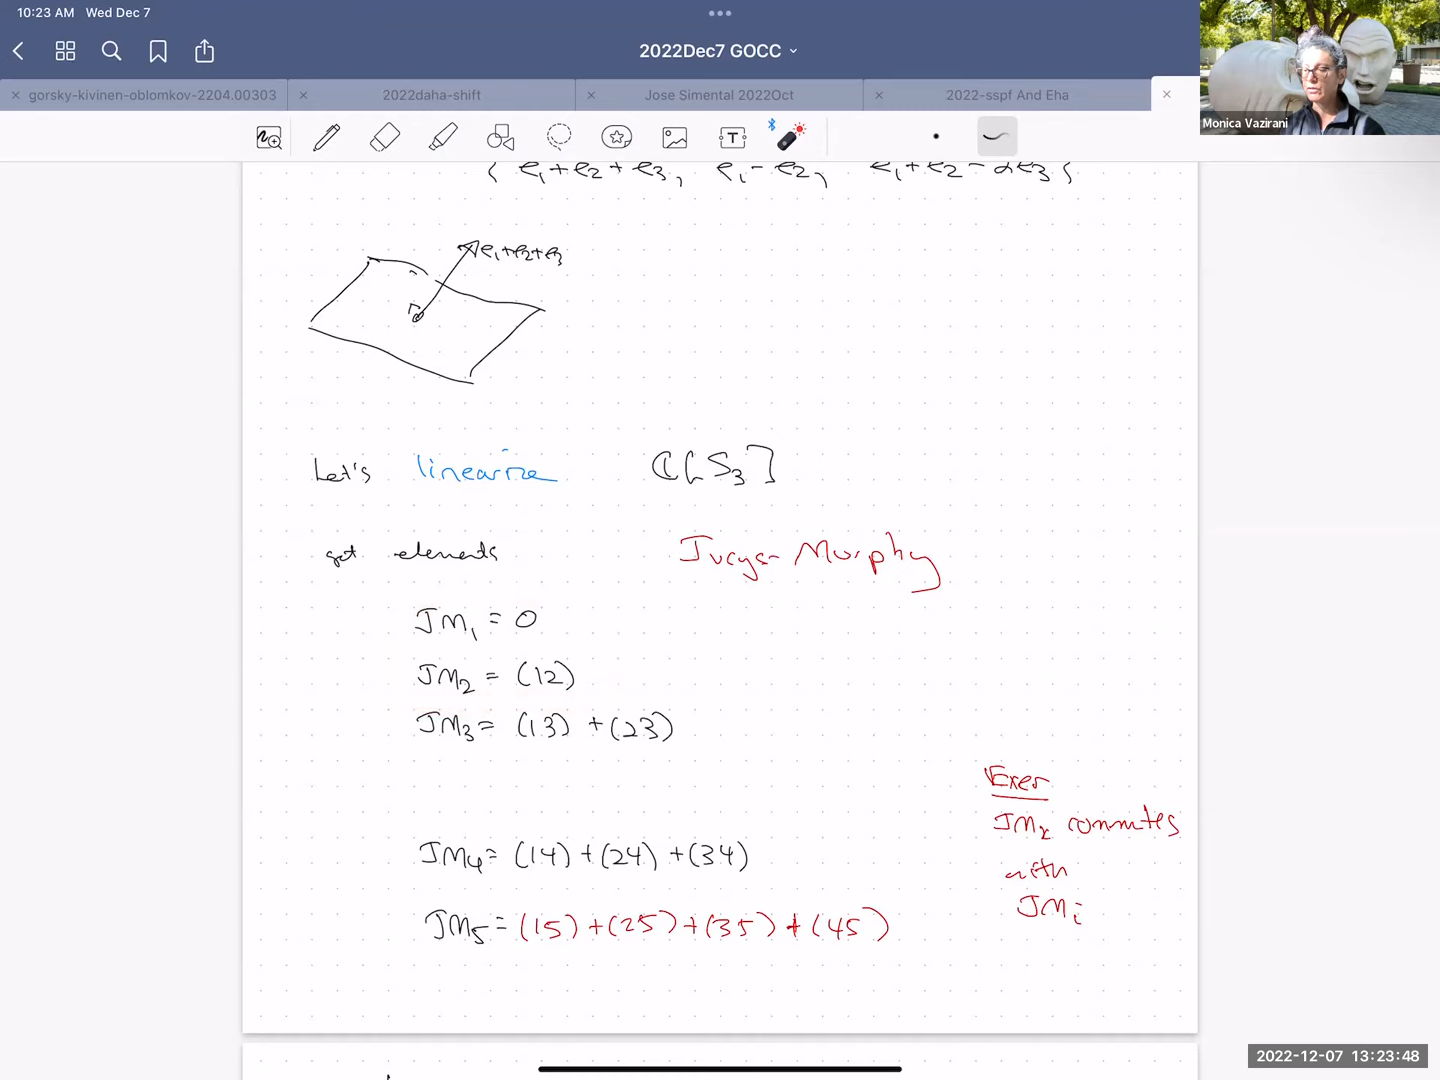 10:23 AM Wed Dec 7
2022Dec7 GOCC
gorsky-kivinen-oblomkov-2204.00303
2022daha-shift
Jose Simental 2022Oct
2022-sspf And Eha
Monica Vazirani
{ e₁+e₂+e₃, e₁-e₂, e₁+e₂-2e₃ }
e₁+e₂+e₃
Let's linearize ℂ[S₃]
get elements Jucys-Murphy
JM₁ = 0
JM₂ = (12)
JM₃ = (13) + (23)
Exer
JMₖ commutes
with
JMᵢ
JM₄ = (14) + (24) + (34)
JM₅ = (15) + (25) + (35) + (45)
2022-12-07 13:23:48